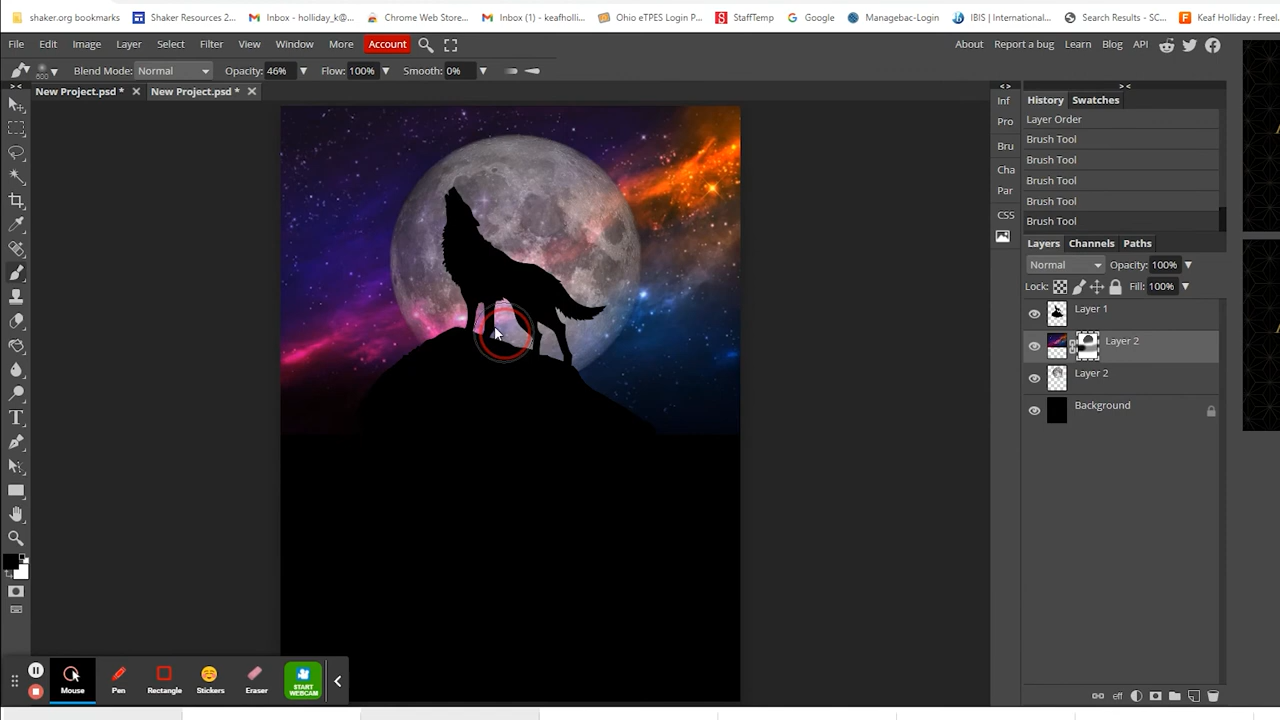 shaker.org bookmarks Shaker Resources 2... Inbox - holliday_k@... Chrome Web Store... Inbox (1) - keafholli... Ohio eTPES Login P... StaffTemp Google Managebac-Login IBIS | International... Search Results - SC... Keaf Holliday : Freel
File Edit Image Layer Select Filter View Window More Account About Report a bug Learn Blog API
800 Blend Mode: Normal Opacity: 46% Flow: 100% Smooth: 0%
New Project.psd * New Project.psd *
Inf
Pro
Bru
Cha
Par
CSS
History Swatches
Layer Order
Brush Tool
Brush Tool
Brush Tool
Brush Tool
Brush Tool
Layers Channels Paths
Normal Opacity: 100%
Lock: Fill: 100%
Layer 1
Layer 2
Layer 2
Background
eff
Mouse Pen Rectangle Stickers Eraser START WEBCAM